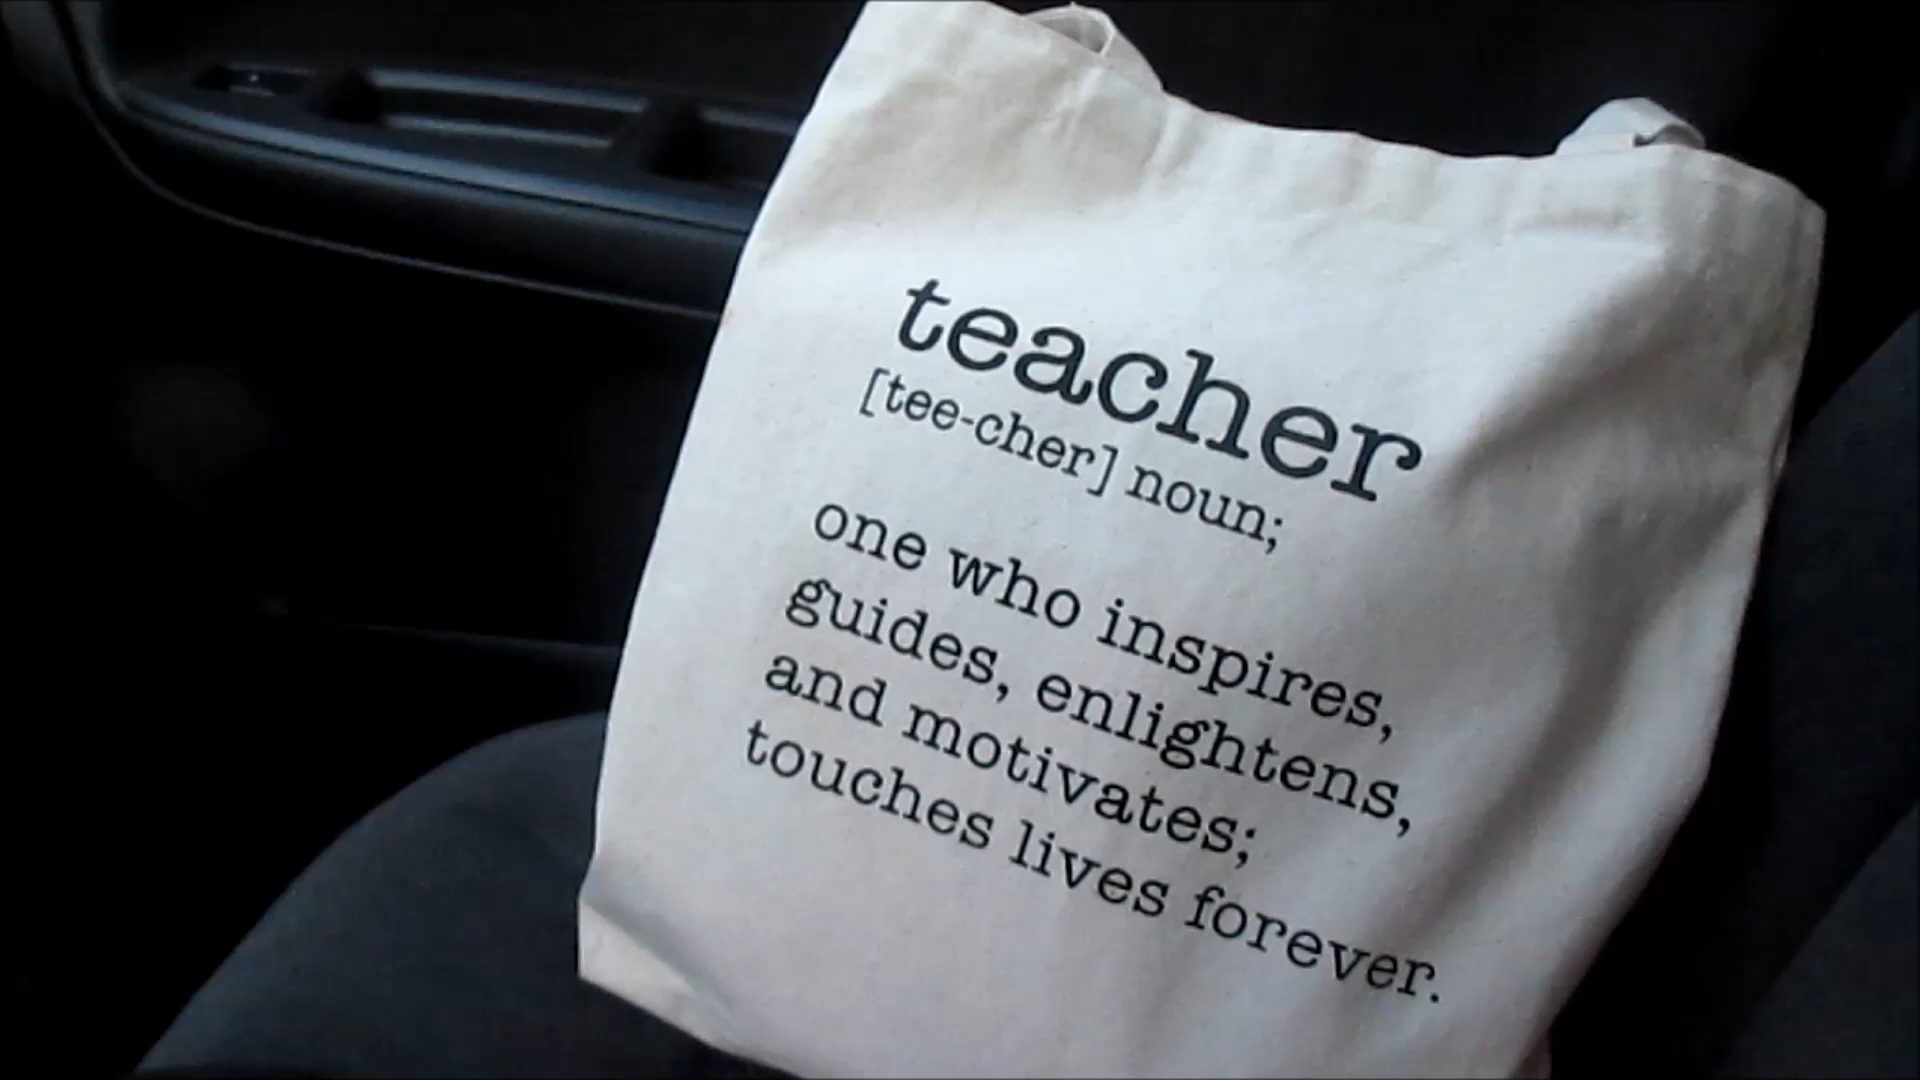 teacher
[tee-cher] noun;
one who inspires,
guides, enlightens,
and motivates;
touches lives forever.